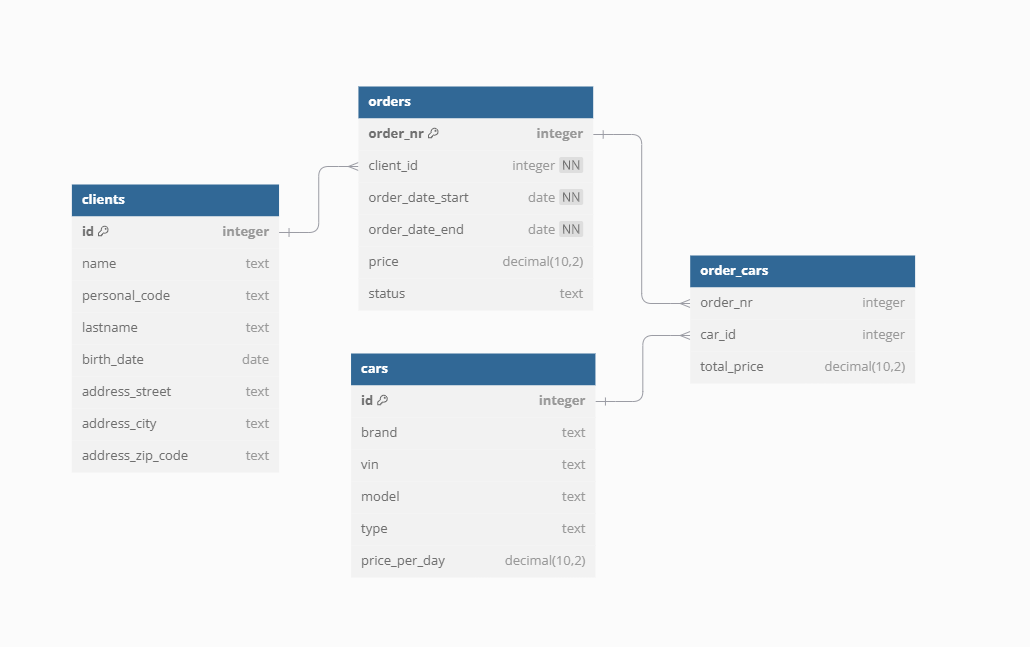 orders
order_nr integer
client_id integer NN
order_date_start date NN
order_date_end date NN
price decimal(10,2)
status text
clients
id integer
name text
personal_code text
lastname text
birth_date date
address_street text
address_city text
address_zip_code text
order_cars
order_nr integer
car_id integer
total_price decimal(10,2)
cars
id integer
brand text
vin text
model text
type text
price_per_day decimal(10,2)